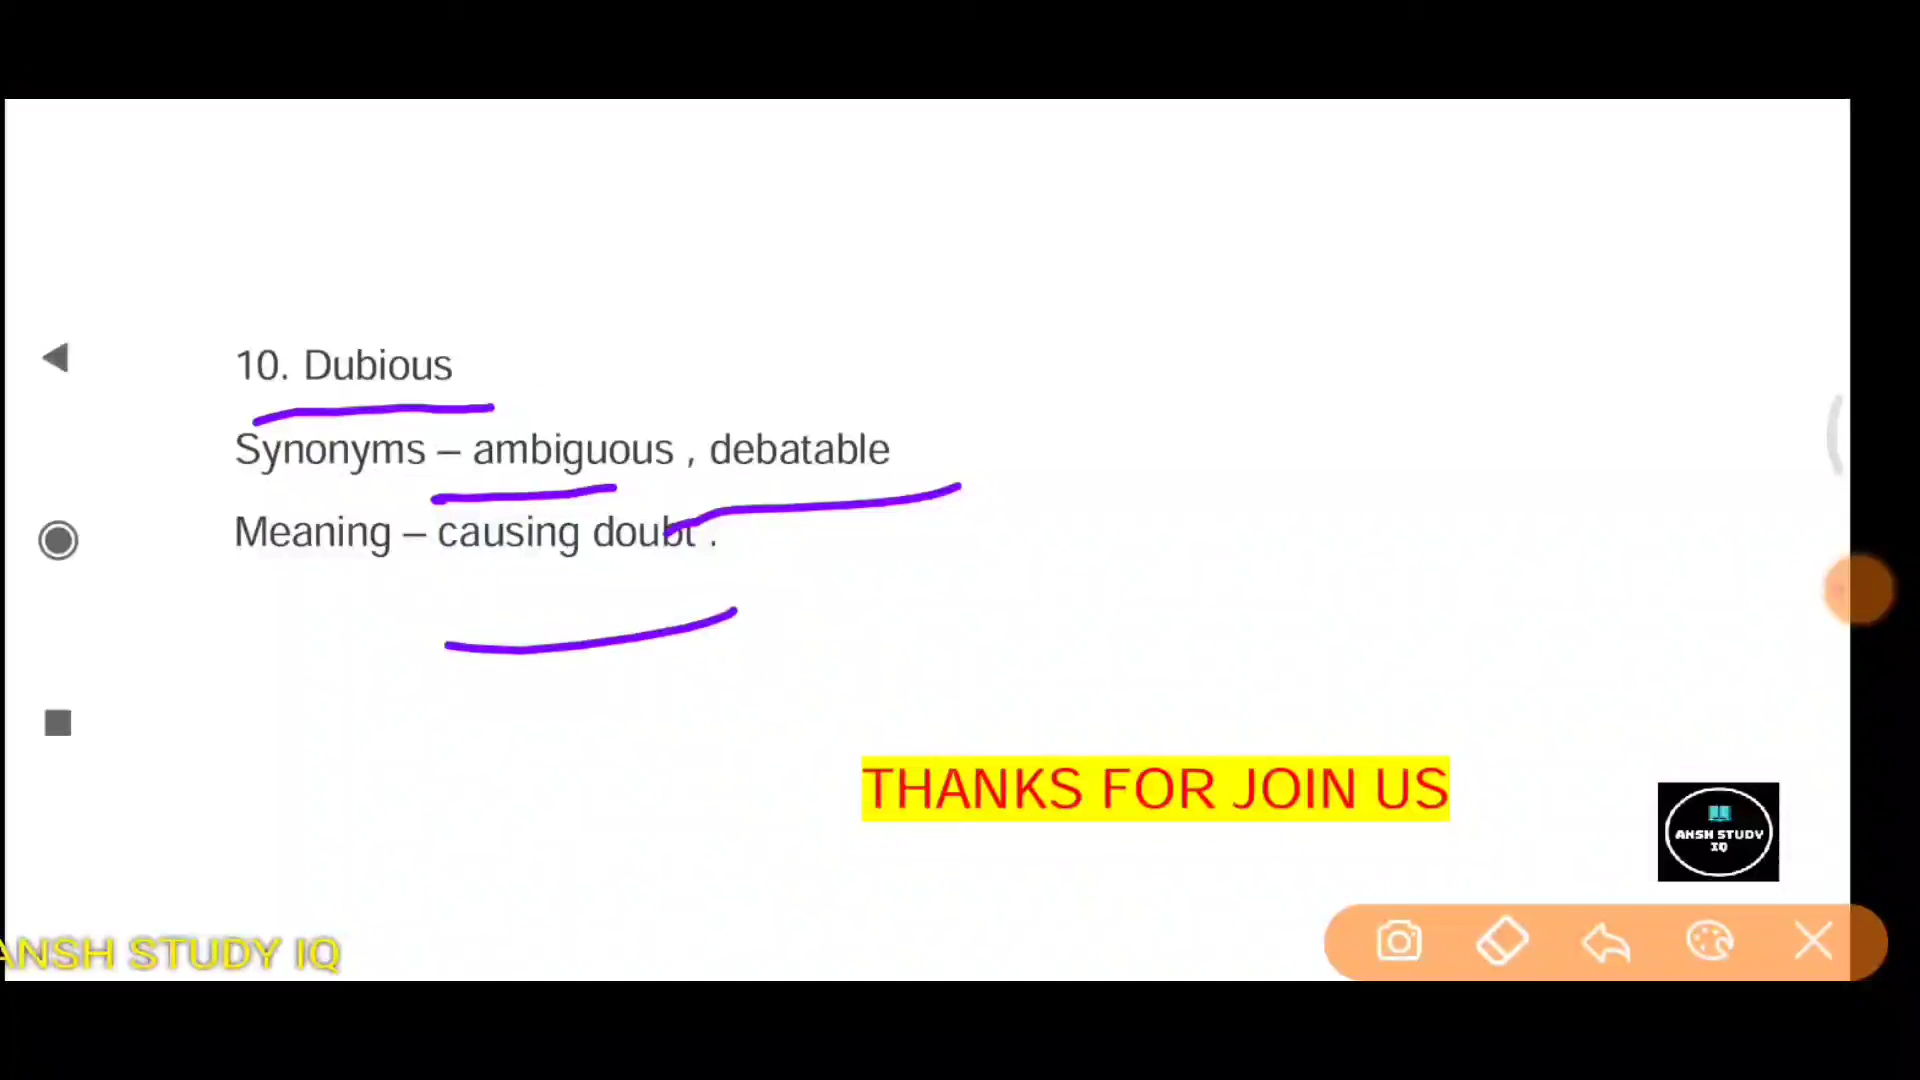 10. Dubious
Synonyms – ambiguous , debatable
Meaning – causing doubt .
THANKS FOR JOIN US
ANSH STUDY
IQ
ANSH STUDY IQ